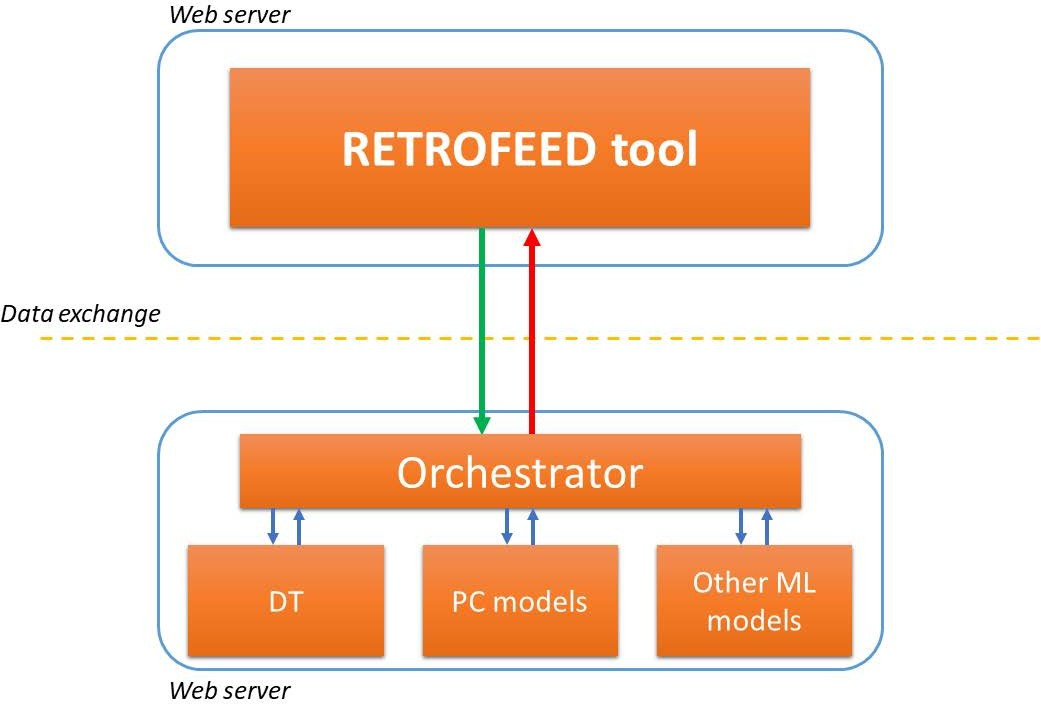 Web server
RETROFEED tool
Data exchange
Orchestrator
DT
PC models
Other ML
models
Web server